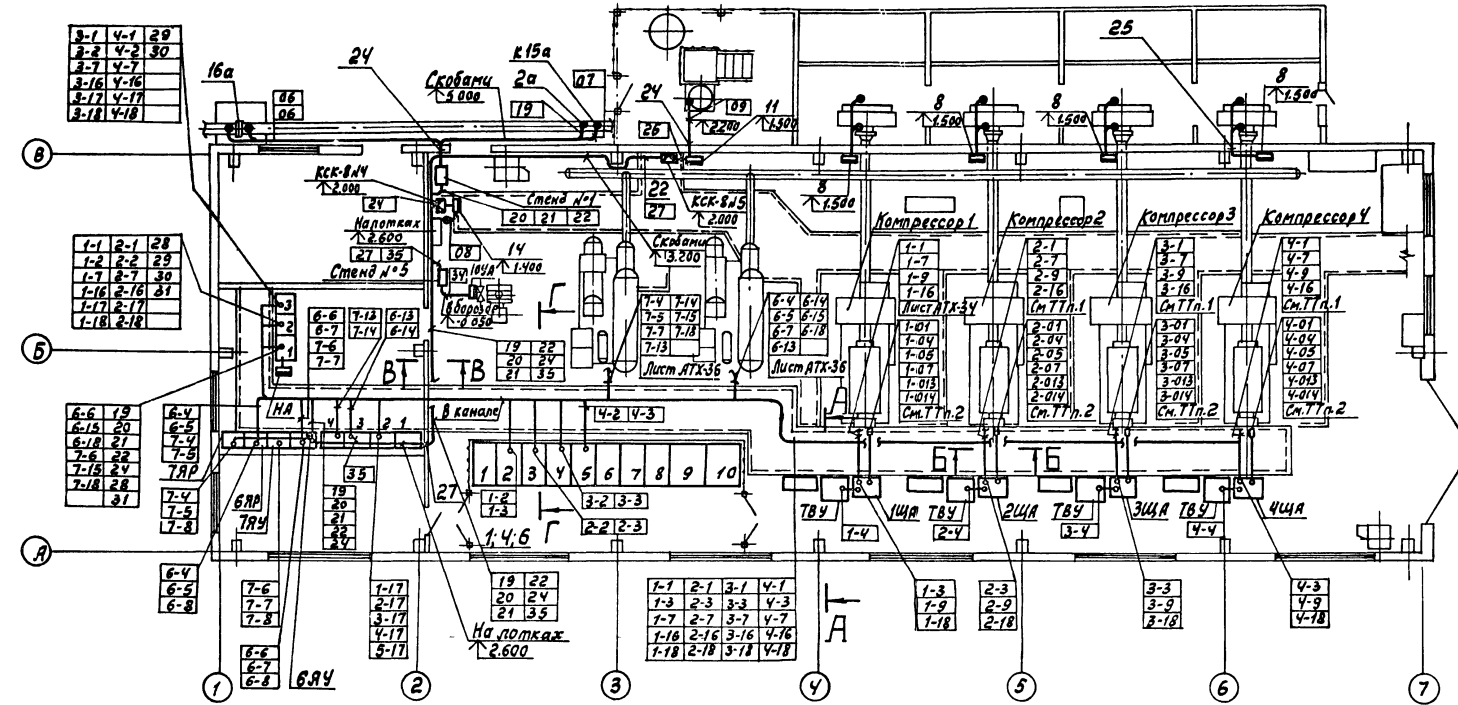 3-1 4-1 29
3-2 4-2 30
3-7 4-7
3-16 4-16
3-17 4-17
3-18 4-18
16а
06
06
24
Скобами
5.000
к15а
2а
19
07
24
26
09
2.200
11
1.500
8
1.500
8
1.500
25
8
1.500
8
1.500
В
КСК-8 №4
2.000
24
Стенд №1
20 21 22
22
27
КСК-8 №5
2.000
На лотках
2.600
27 35
Стенд №5
08
34
10УА
14
1.400
В борозде
-0.050
Скобами
3.200
1-1 2-1 28
1-2 2-2 29
1-7 2-7 30
1-16 2-16 31
1-17 2-17
1-18 2-18
Компрессор 1
Компрессор 2
Компрессор 3
Компрессор 4
1-1
1-7
1-9
1-16
Лист АТХ-34
1-01
1-04
1-06
1-07
1-013
1-014
См.ТТп.2
2-1
2-7
2-9
2-16
См.ТТп.1
2-01
2-04
2-05
2-07
2-013
2-014
См.ТТп.2
3-1
3-7
3-9
3-16
См.ТТп.1
3-01
3-04
3-05
3-07
3-013
3-014
См.ТТп.2
4-1
4-7
4-9
4-16
См.ТТп.1
4-01
4-04
4-05
4-07
4-013
4-014
См.ТТп.2
Б
3
2
1
НА
6-6
6-7
7-6
7-7
7-13
7-14
6-13
6-14
Г
7-4 7-14
7-5 7-15
7-7 7-18
7-13
Лист АТХ-36
6-4 6-14
6-5 6-15
6-7 6-18
6-13
Лист АТХ-36
В В
19 22
20 24
21 35
6-6 19
6-15 20
6-18 21
7-6 22
7-15 24
7-18 28
31
6-4
6-5
7-4
7-5
7ЯР
7-4
7-5
7-8
6ЯР
7ЯУ
4 3 2 1
35
19
20
21
22
24
В канале
4-2 4-3
А
Б Б
1 2 3 4 5 6 7 8 9 10
27
1-2
1-3
3-2 3-3
2-2 2-3
1;4;6
Г
ТВУ
1-4
1ЩА
ТВУ
2-4
2ЩА
ТВУ
3-4
3ЩА
ТВУ
4-4
4ЩА
А
6-4
6-5
6-8
7-6
7-7
7-8
1-17
2-17
3-17
4-17
5-17
19 22
20 24
21 35
На лотках
2.600
1-1 2-1 3-1 4-1
1-3 2-3 3-3 4-3
1-7 2-7 3-7 4-7
1-16 2-16 3-16 4-16
1-18 2-18 3-18 4-18
А
1-3
1-9
1-18
2-3
2-9
2-18
3-3
3-9
3-18
4-3
4-9
4-18
6-6
6-7
6-8
6ЯУ
1 2 3 4 5 6 7